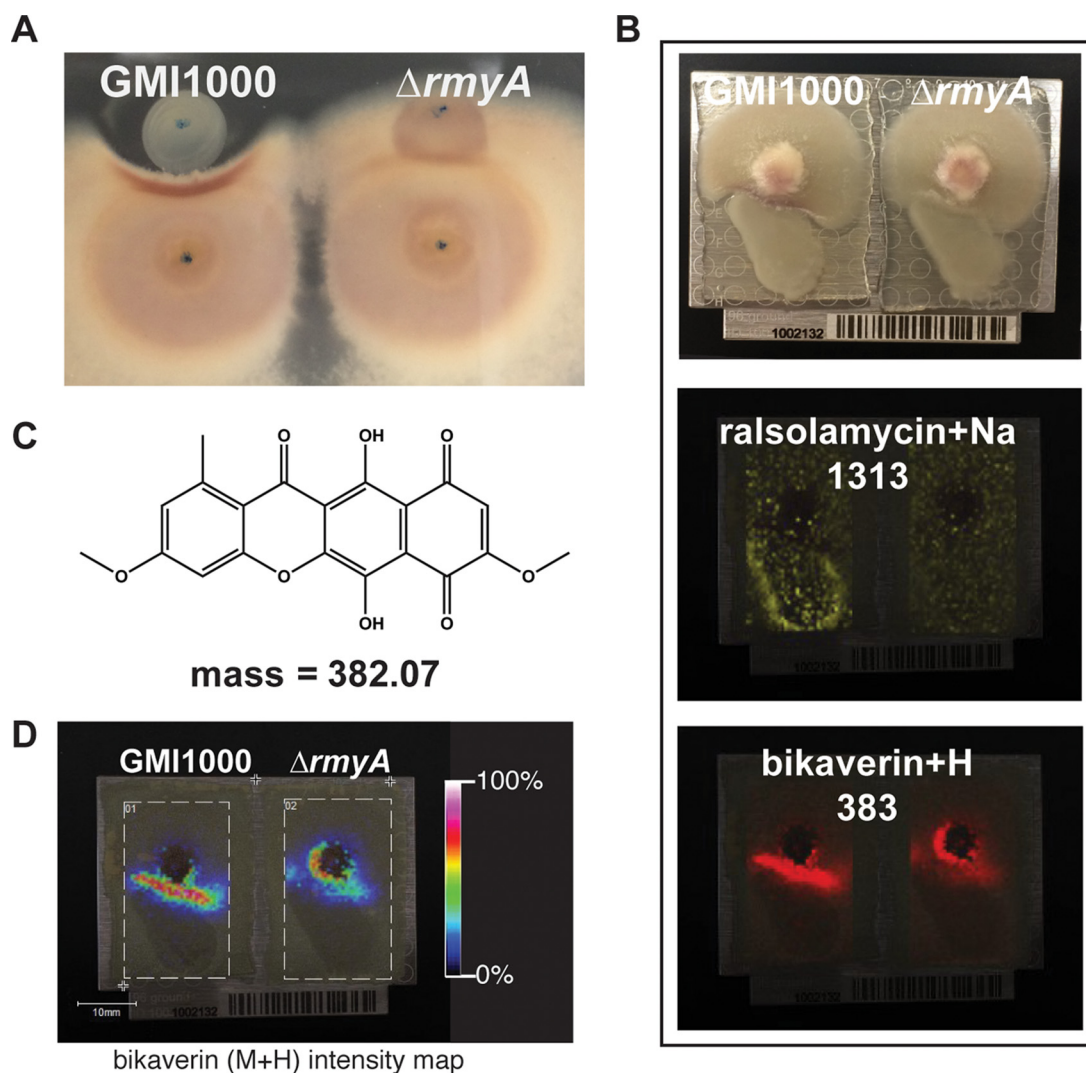 A
GMI1000
ΔrmyA
B
GMI1000
ΔrmyA
1002132
C
O
OH
O
O
O
O
OH
O
mass = 382.07
ralsolamycin+Na
1313
1002132
D
GMI1000
ΔrmyA
100%
01
02
0%
10mm
1002132
bikaverin (M+H) intensity map
bikaverin+H
383
1002132